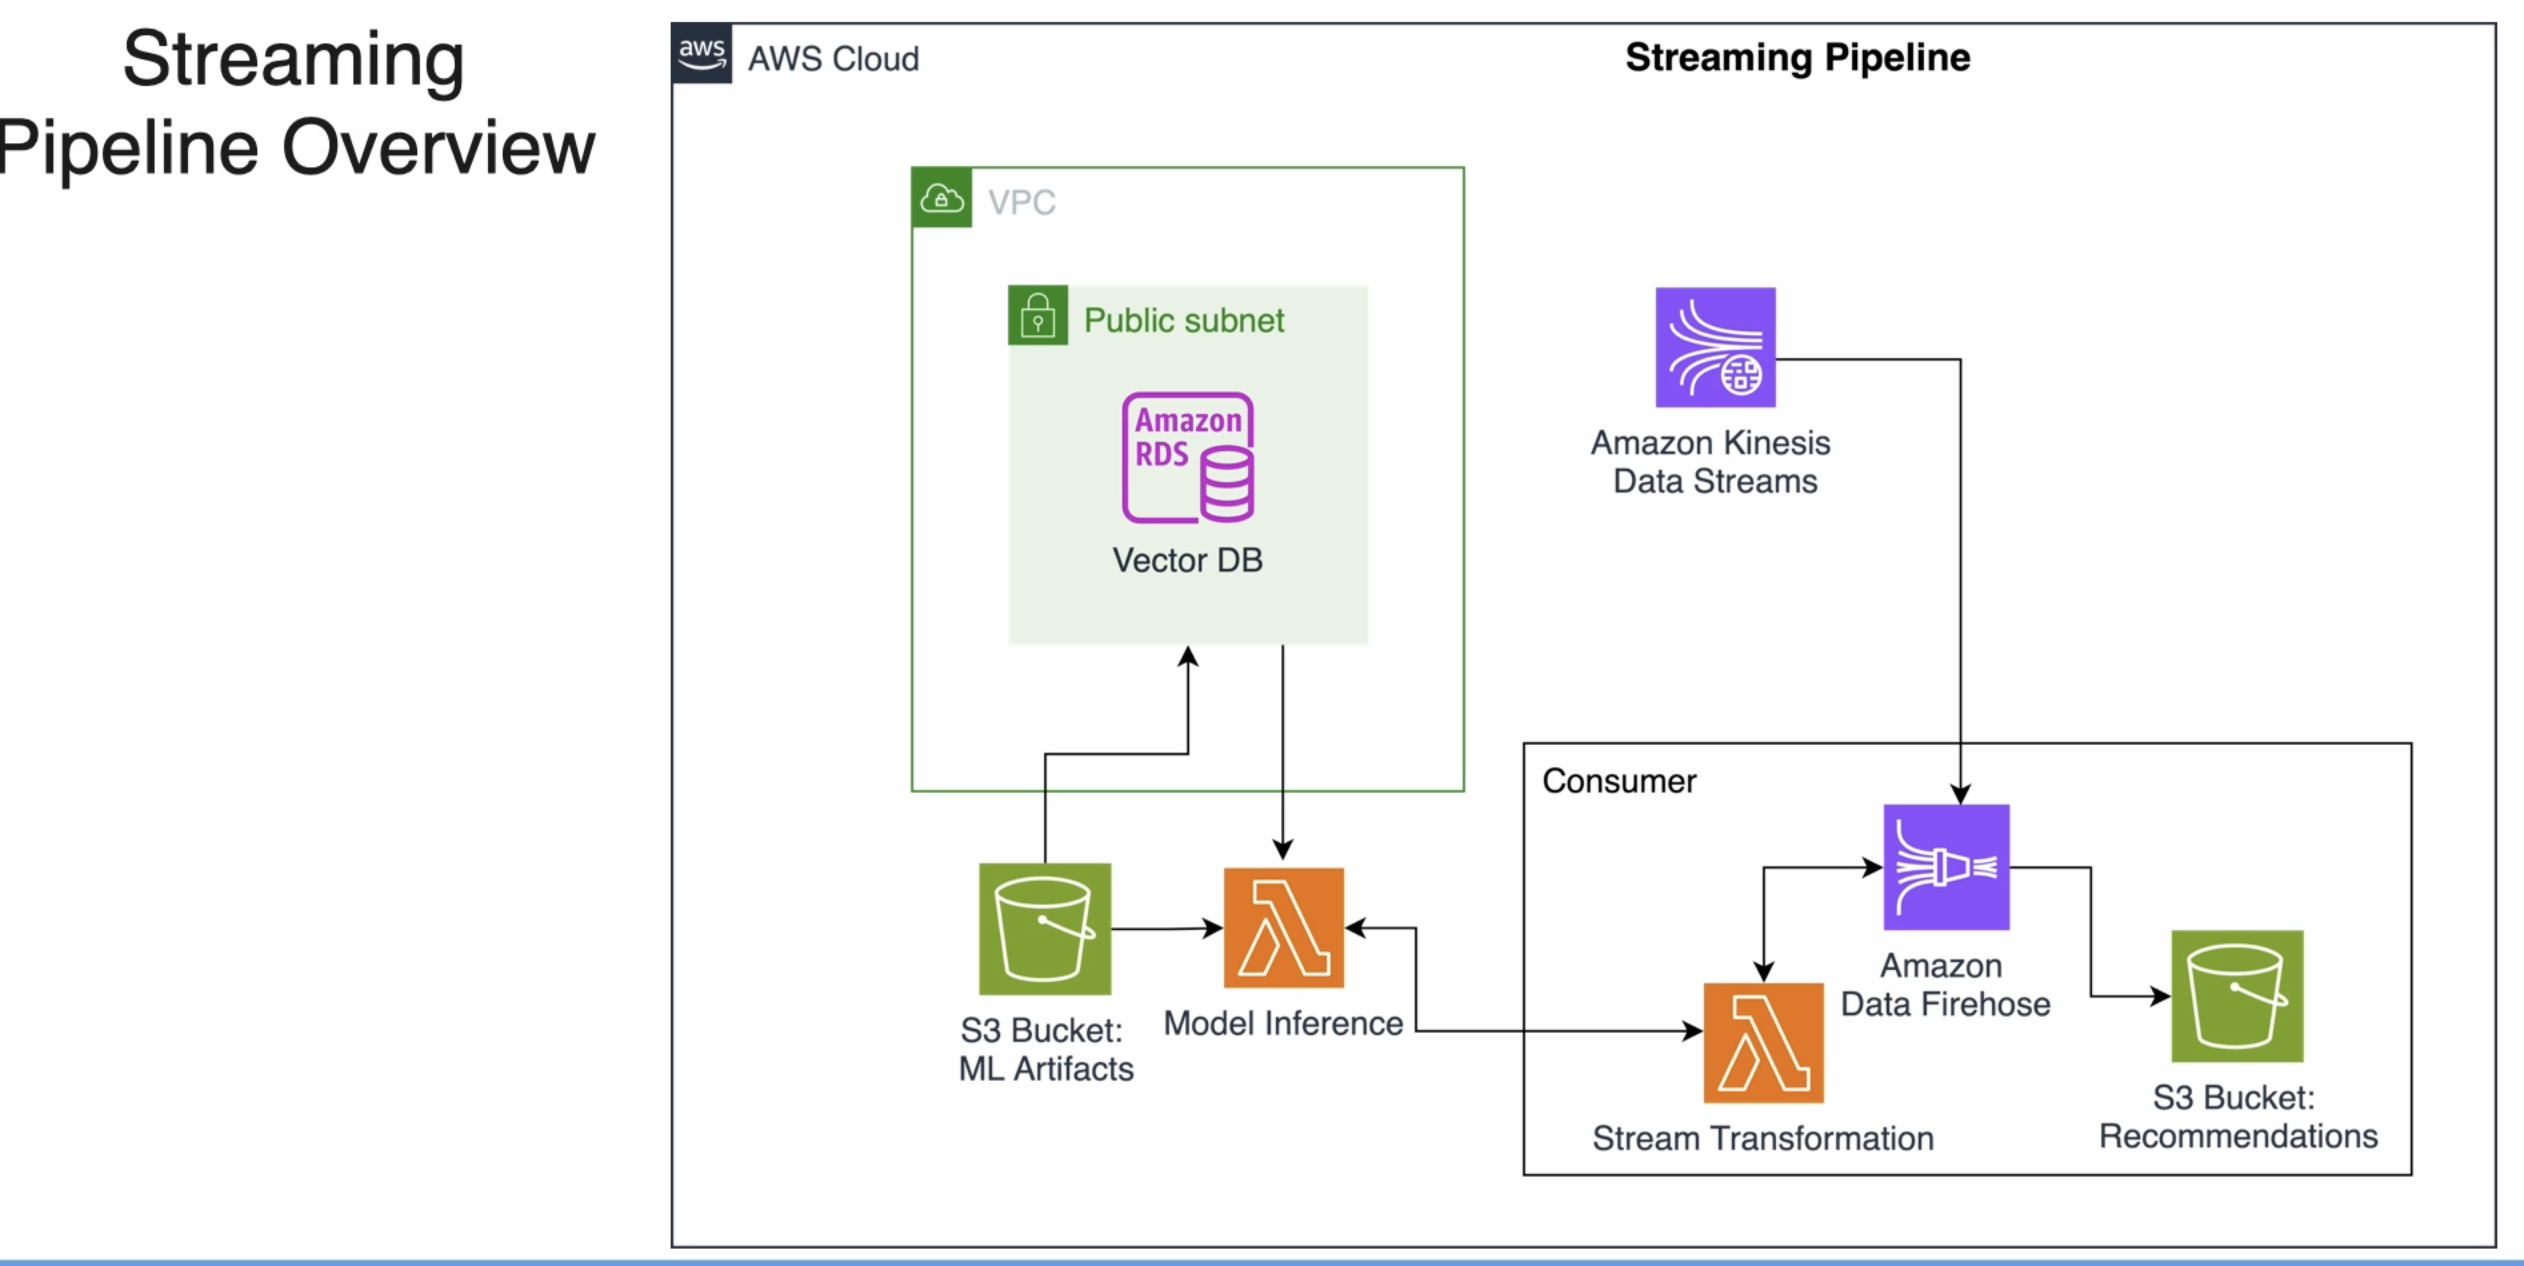 Streaming
Pipeline Overview
aws
AWS Cloud
Streaming Pipeline
VPC
Public subnet
Amazon
RDS
Vector DB
Amazon Kinesis
Data Streams
Consumer
Amazon
Data Firehose
S3 Bucket:
ML Artifacts
Model Inference
Stream Transformation
S3 Bucket:
Recommendations